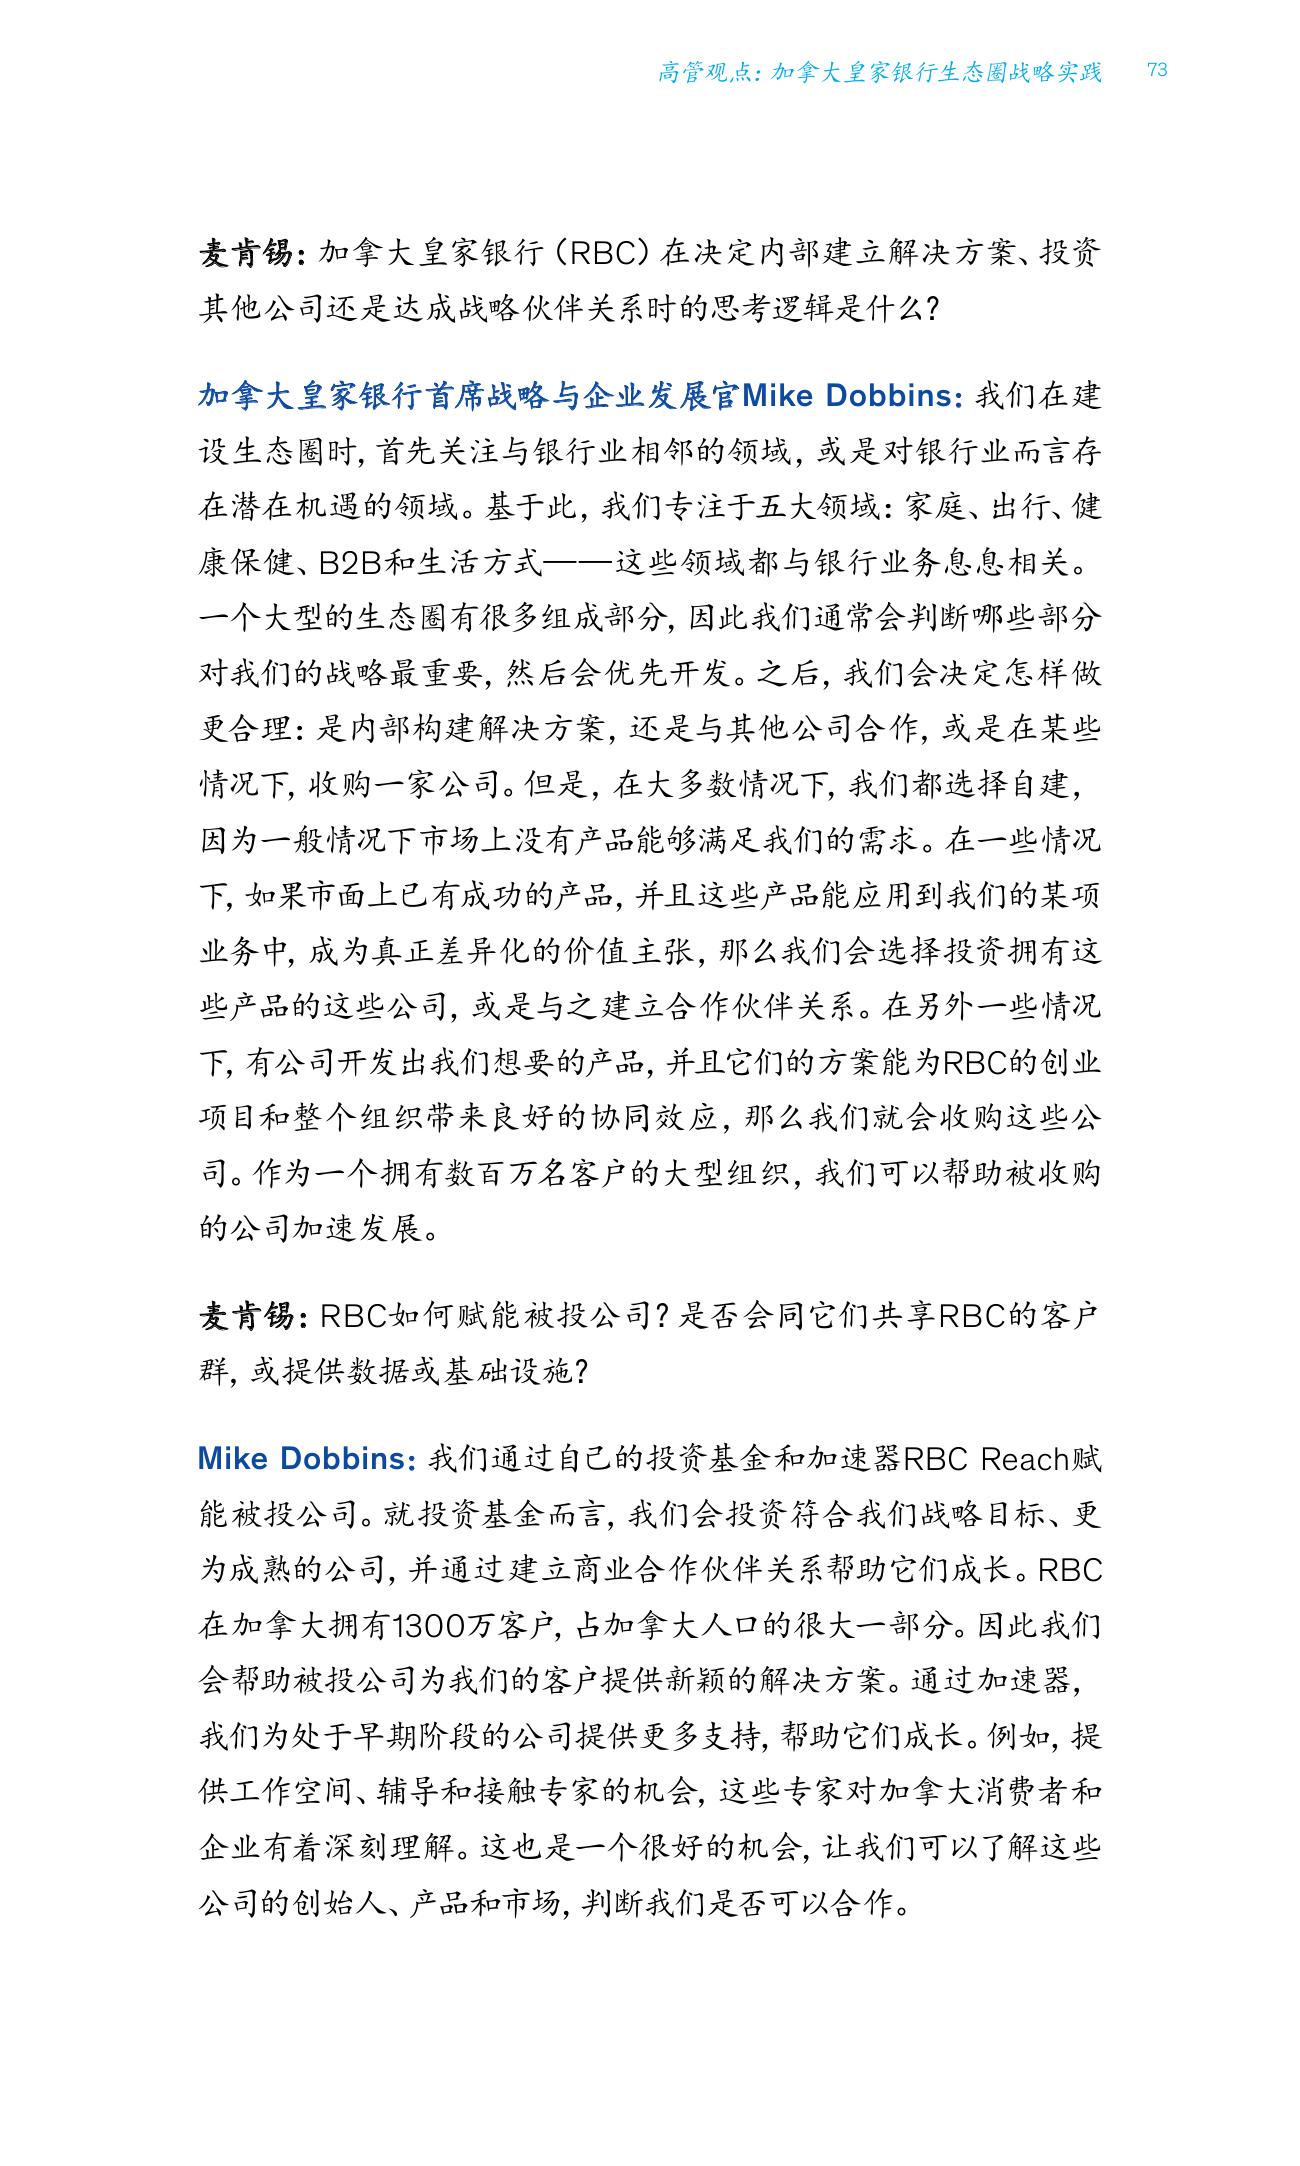 高管观点：加拿大皇家银行生态圈战略实践 73
麦肯锡：加拿大皇家银行（RBC）在决定内部建立解决方案、投资
其他公司还是达成战略伙伴关系时的思考逻辑是什么？
加拿大皇家银行首席战略与企业发展官Mike Dobbins：我们在建
设生态圈时，首先关注与银行业相邻的领域，或是对银行业而言存
在潜在机遇的领域。基于此，我们专注于五大领域：家庭、出行、健
康保健、B2B和生活方式——这些领域都与银行业务息息相关。
一个大型的生态圈有很多组成部分，因此我们通常会判断哪些部分
对我们的战略最重要，然后会优先开发。之后，我们会决定怎样做
更合理：是内部构建解决方案，还是与其他公司合作，或是在某些
情况下，收购一家公司。但是，在大多数情况下，我们都选择自建，
因为一般情况下市场上没有产品能够满足我们的需求。在一些情况
下，如果市面上已有成功的产品，并且这些产品能应用到我们的某项
业务中，成为真正差异化的价值主张，那么我们会选择投资拥有这
些产品的这些公司，或是与之建立合作伙伴关系。在另外一些情况
下，有公司开发出我们想要的产品，并且它们的方案能为RBC的创业
项目和整个组织带来良好的协同效应，那么我们就会收购这些公
司。作为一个拥有数百万名客户的大型组织，我们可以帮助被收购
的公司加速发展。
麦肯锡：RBC如何赋能被投公司？是否会同它们共享RBC的客户
群，或提供数据或基础设施？
Mike Dobbins：我们通过自己的投资基金和加速器RBC Reach赋
能被投公司。就投资基金而言，我们会投资符合我们战略目标、更
为成熟的公司，并通过建立商业合作伙伴关系帮助它们成长。RBC
在加拿大拥有1300万客户，占加拿大人口的很大一部分。因此我们
会帮助被投公司为我们的客户提供新颖的解决方案。通过加速器，
我们为处于早期阶段的公司提供更多支持，帮助它们成长。例如，提
供工作空间、辅导和接触专家的机会，这些专家对加拿大消费者和
企业有着深刻理解。这也是一个很好的机会，让我们可以了解这些
公司的创始人、产品和市场，判断我们是否可以合作。